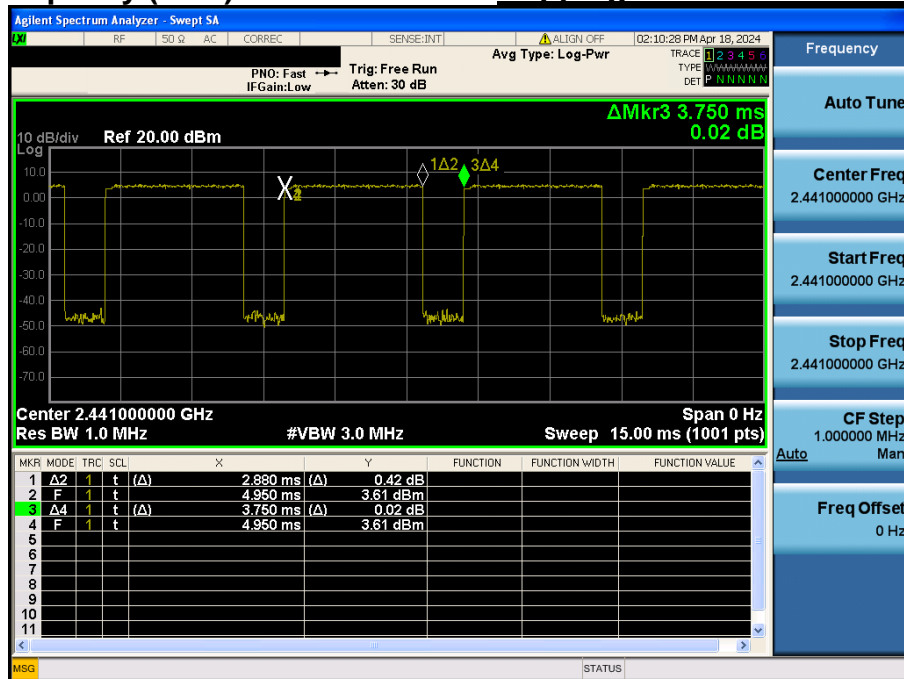 Agilent Spectrum Analyzer - Swept SA
LXI RF 50 Ω AC CORREC SENSE:INT ALIGN OFF 02:10:28 PM Apr 18, 2024
Frequency
Avg Type: Log-Pwr TRACE 1 2 3 4 5 6
PNO: Fast Trig: Free Run TYPE
IFGain:Low Atten: 30 dB DET P N N N N N
Auto Tune
ΔMkr3 3.750 ms
10 dB/div Ref 20.00 dBm 0.02 dB
Log
1Δ2 3Δ4
10.0
0.00
-10.0
-20.0
-30.0
-40.0
-50.0
-60.0
-70.0
Center Freq
2.441000000 GHz
Start Freq
2.441000000 GHz
Stop Freq
2.441000000 GHz
Center 2.441000000 GHz Span 0 Hz
Res BW 1.0 MHz #VBW 3.0 MHz Sweep 15.00 ms (1001 pts)
CF Step
1.000000 MHz
Auto Man
MKR MODE TRC SCL X Y FUNCTION FUNCTION WIDTH FUNCTION VALUE
1 Δ2 1 t (Δ) 2.880 ms (Δ) 0.42 dB
2 F 1 t 4.950 ms 3.61 dBm
3 Δ4 1 t (Δ) 3.750 ms (Δ) 0.02 dB
4 F 1 t 4.950 ms 3.61 dBm
5
6
7
8
9
10
11
Freq Offset
0 Hz
MSG STATUS